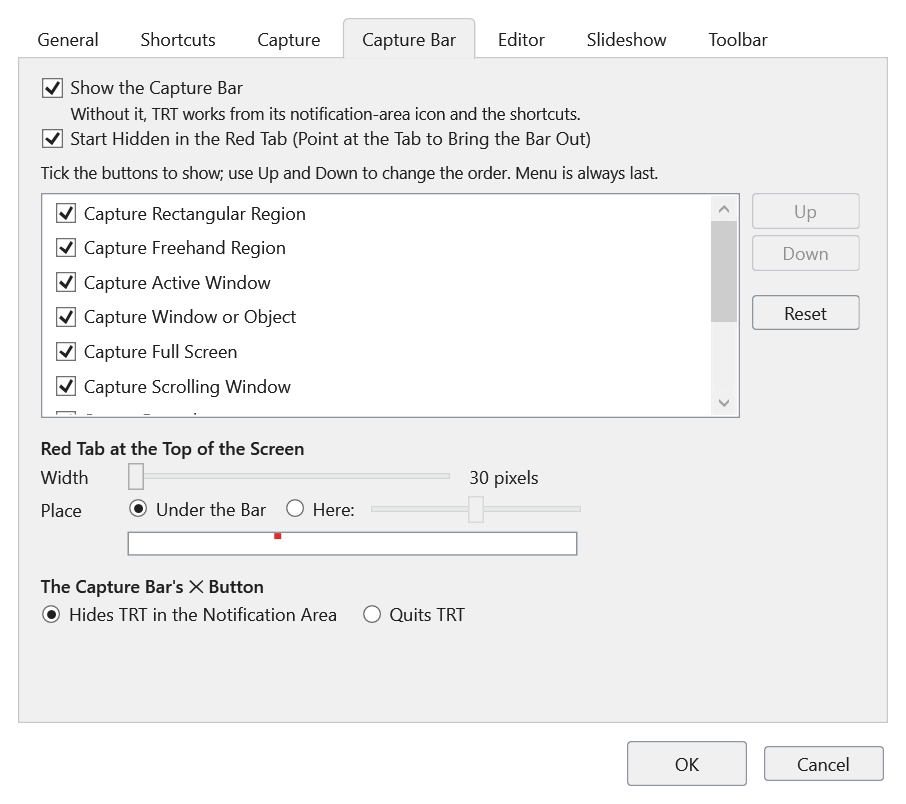 General Shortcuts Capture Capture Bar Editor Slideshow Toolbar
Show the Capture Bar
Without it, TRT works from its notification-area icon and the shortcuts.
Start Hidden in the Red Tab (Point at the Tab to Bring the Bar Out)
Tick the buttons to show; use Up and Down to change the order. Menu is always last.
Capture Rectangular Region
Capture Freehand Region
Capture Active Window
Capture Window or Object
Capture Full Screen
Capture Scrolling Window
Up
Down
Reset
Red Tab at the Top of the Screen
Width 30 pixels
Place Under the Bar Here:
The Capture Bar's X Button
Hides TRT in the Notification Area Quits TRT
OK Cancel